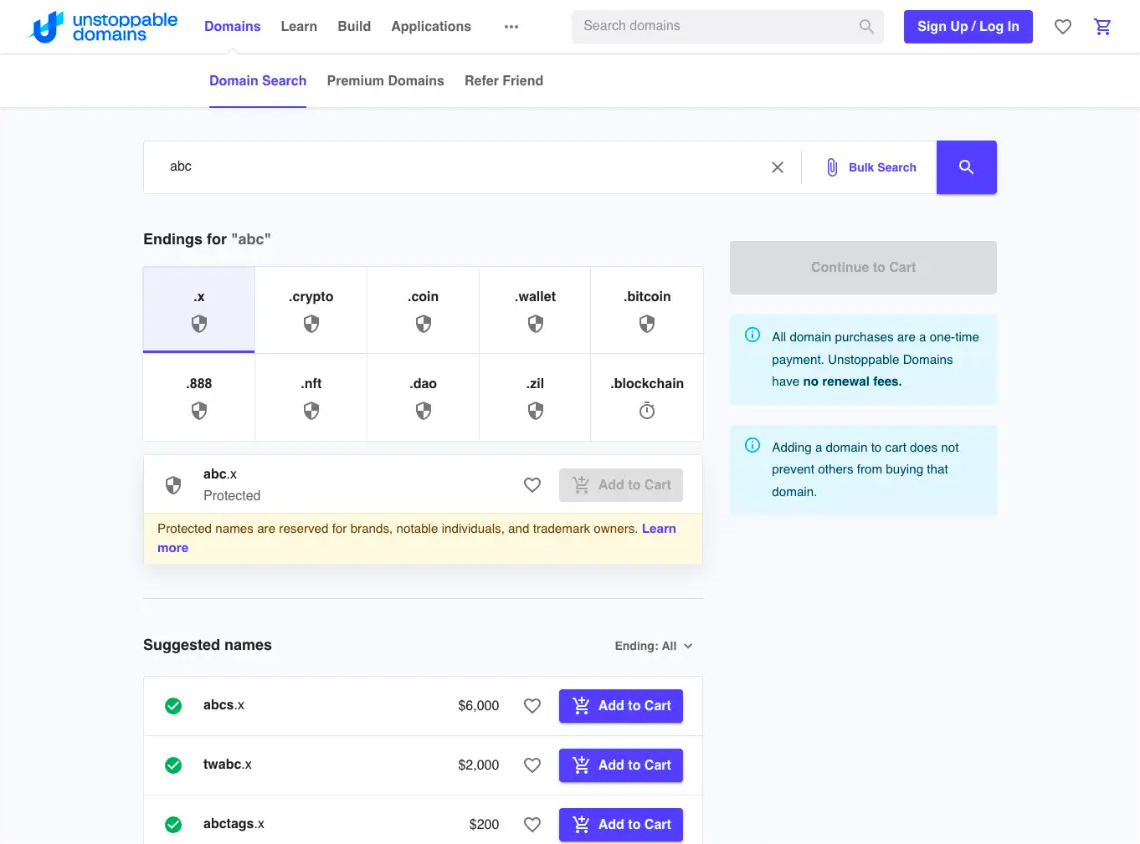 unstoppable
domains
Domains
Learn
Build
Applications
Search domains
Sign Up / Log In
Domain Search
Premium Domains
Refer Friend
abc
Bulk Search
Endings for "abc"
.x
.crypto
.coin
.wallet
.bitcoin
.888
.nft
.dao
.zil
.blockchain
abc.x
Protected
Add to Cart
Protected names are reserved for brands, notable individuals, and trademark owners. Learn
more
Continue to Cart
All domain purchases are a one-time
payment. Unstoppable Domains
have no renewal fees.
Adding a domain to cart does not
prevent others from buying that
domain.
Suggested names
Ending: All
abcs.x
$6,000
Add to Cart
twabc.x
$2,000
Add to Cart
abctags.x
$200
Add to Cart